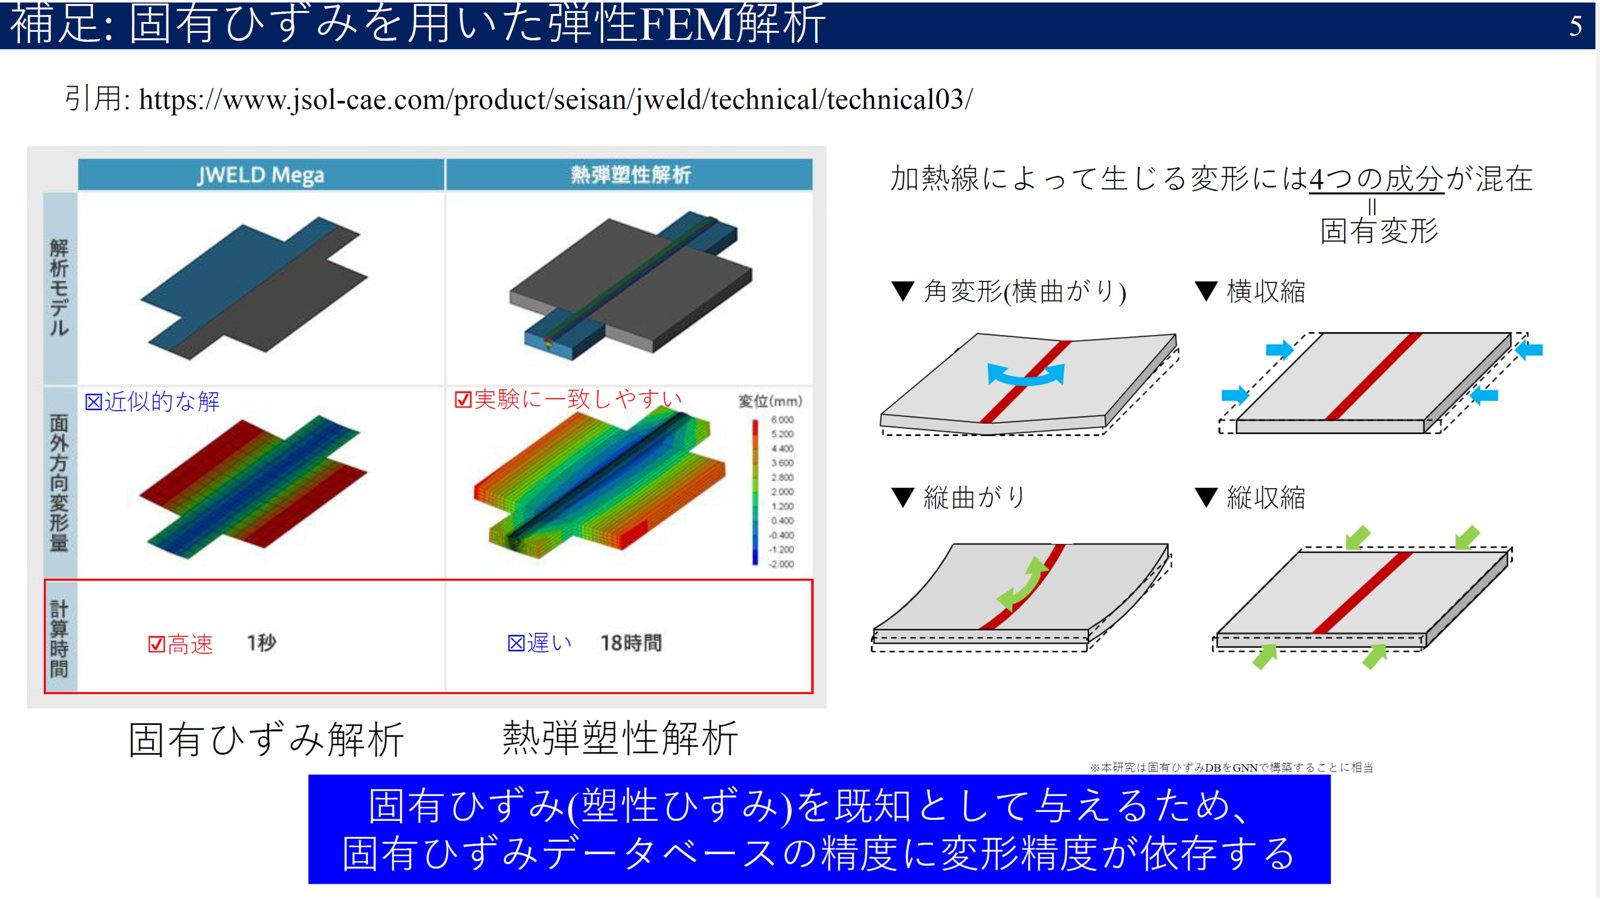 補足: 固有ひずみを用いた弾性FEM解析
5
引用: https://www.jsol-cae.com/product/seisan/jweld/technical/technical03/
JWELD Mega
熱弾塑性解析
解析モデル
面外方向変形量
☒近似的な解
☑実験に一致しやすい
変位(mm)
6.000
5.200
4.400
3.600
2.800
2.000
1.200
0.400
-0.400
-1.200
-2.000
計算時間
☑高速 1秒
☒遅い 18時間
固有ひずみ解析
熱弾塑性解析
加熱線によって生じる変形には4つの成分が混在
=
固有変形
▼ 角変形(横曲がり)
▼ 横収縮
▼ 縦曲がり
▼ 縦収縮
※本研究は固有ひずみDBをGNNで構築することに相当
固有ひずみ(塑性ひずみ)を既知として与えるため、
固有ひずみデータベースの精度に変形精度が依存する